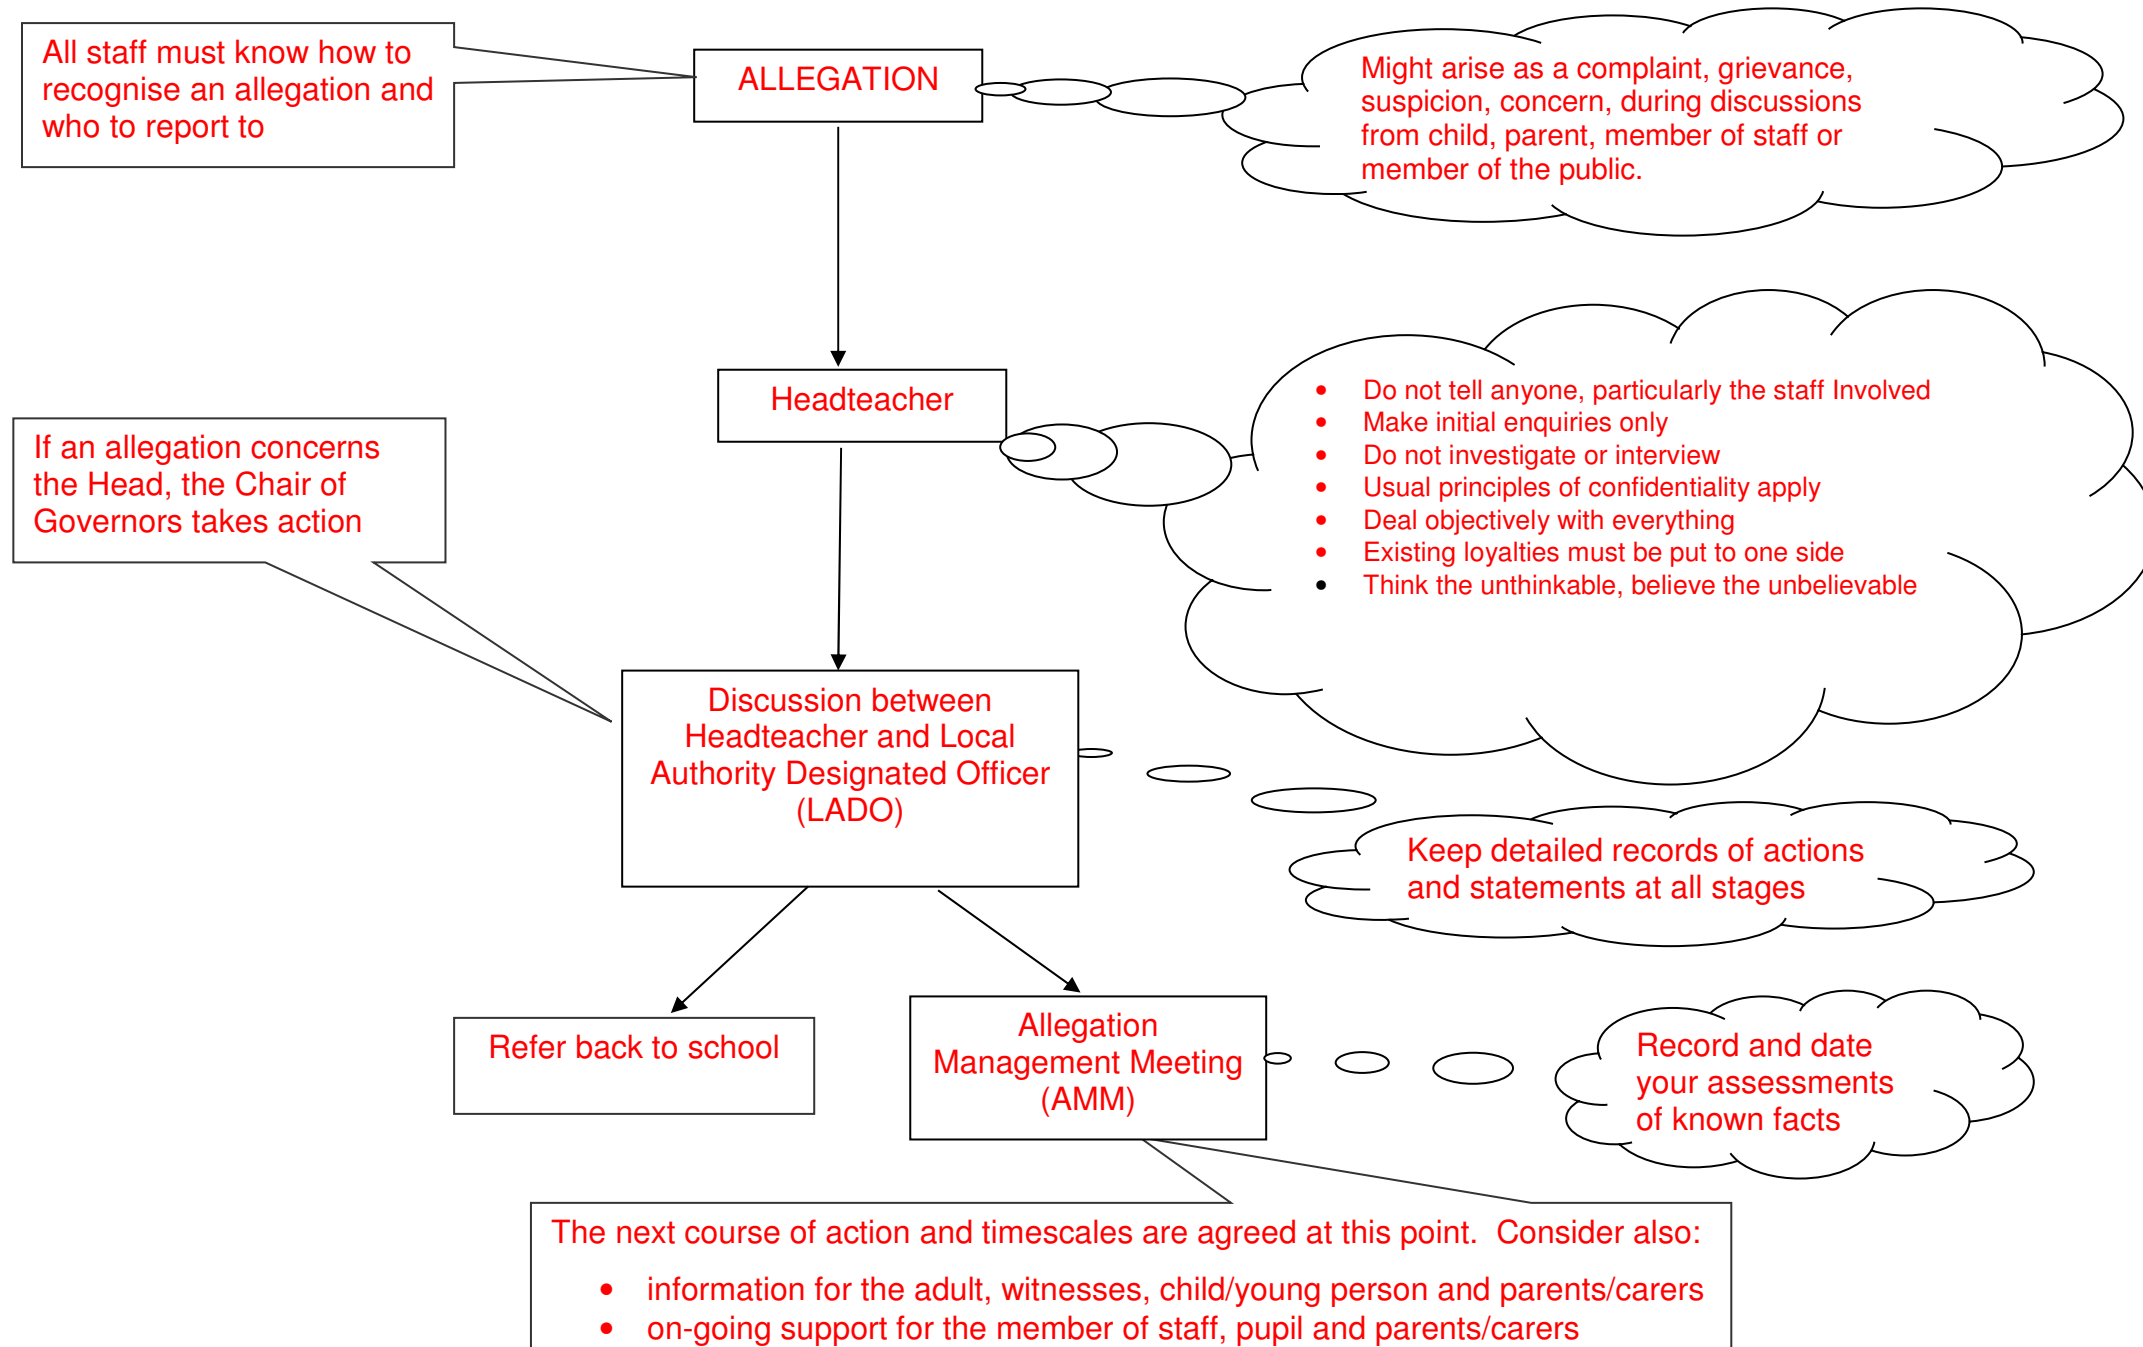 All staff must know how to
recognise an allegation and
who to report to
ALLEGATION
Might arise as a complaint, grievance,
suspicion, concern, during discussions
from child, parent, member of staff or
member of the public.
Headteacher
• Do not tell anyone, particularly the staff Involved
• Make initial enquiries only
• Do not investigate or interview
• Usual principles of confidentiality apply
• Deal objectively with everything
• Existing loyalties must be put to one side
• Think the unthinkable, believe the unbelievable
If an allegation concerns
the Head, the Chair of
Governors takes action
Discussion between
Headteacher and Local
Authority Designated Officer
(LADO)
Keep detailed records of actions
and statements at all stages
Refer back to school
Allegation
Management Meeting
(AMM)
Record and date
your assessments
of known facts
The next course of action and timescales are agreed at this point.  Consider also:
• information for the adult, witnesses, child/young person and parents/carers
• on-going support for the member of staff, pupil and parents/carers